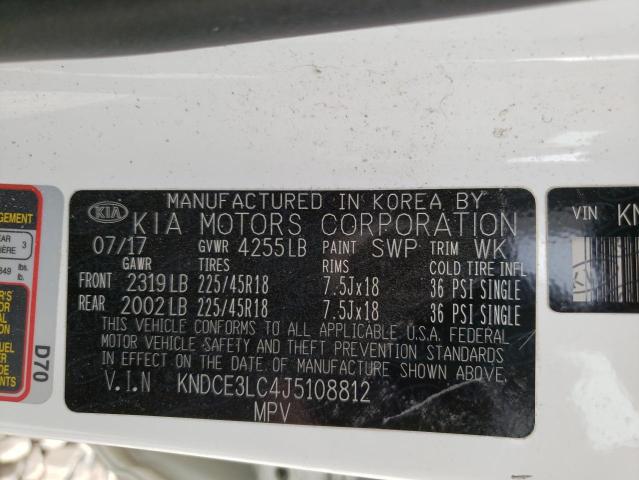 MANUFACTURED IN KOREA BY
KIA KIA MOTORS CORPORATION
07/17 GVWR 4255LB PAINT SWP TRIM WK
GAWR TIRES RIMS COLD TIRE INFL
FRONT 2319LB 225/45R18 7.5Jx18 36 PSI SINGLE
REAR 2002LB 225/45R18 7.5Jx18 36 PSI SINGLE
THIS VEHICLE CONFORMS TO ALL APPLICABLE U.S.A. FEDERAL
MOTOR VEHICLE SAFETY AND THEFT PREVENTION STANDARDS
IN EFFECT ON THE DATE OF MANUFACTURE SHOWN ABOVE.
V.I.N KNDCE3LC4J5108812
MPV
D70
VIN KN